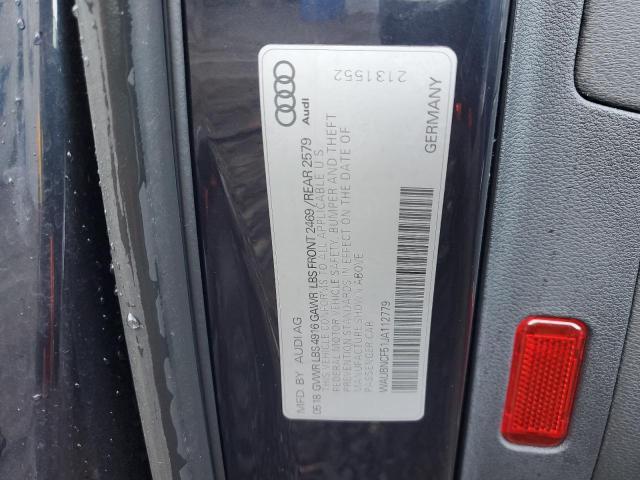 Audi
2131552
MFD. BY AUDI AG
05 18 GVWR LBS 4916 GAWR LBS FRONT 2469 / REAR 2579
THIS VEHICLE CONFORMS TO ALL APPLICABLE U S
FEDERAL MOTOR VEHICLE SAFETY, BUMPER AND THEFT
PREVENTION STANDARDS IN EFFECT ON THE DATE OF
MANUFACTURE SHOWN ABOVE
PASSENGER CAR
WAUBNCF51JA112779
GERMANY